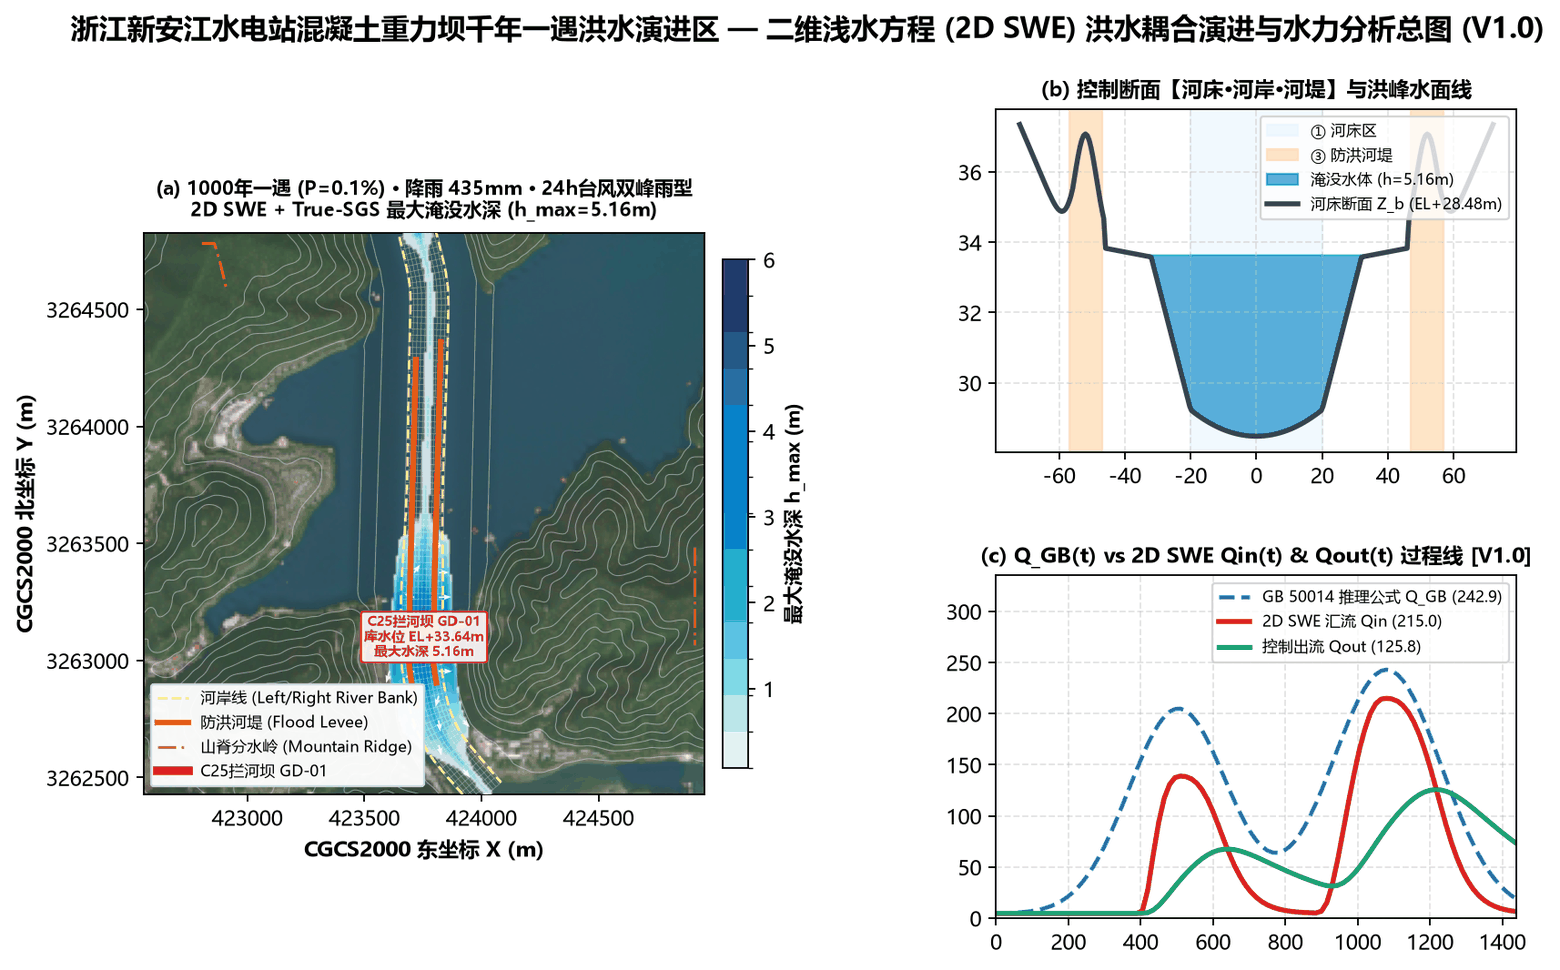 浙江新安江水电站混凝土重力坝千年一遇洪水演进区 — 二维浅水方程 (2D SWE) 洪水耦合演进与水力分析总图 (V1.0)
(a) 1000年一遇 (P=0.1%) • 降雨 435mm • 24h台风双峰雨型
2D SWE + True-SGS 最大淹没水深 (h_max=5.16m)
3264500
3264000
3263500
3263000
3262500
CGCS2000 北坐标 Y (m)
423000
423500
424000
424500
CGCS2000 东坐标 X (m)
C25拦河坝 GD-01
库水位 EL+33.64m
最大水深 5.16m
河岸线 (Left/Right River Bank)
防洪河堤 (Flood Levee)
山脊分水岭 (Mountain Ridge)
C25拦河坝 GD-01
6
5
4
3
2
1
最大淹没水深 h_max (m)
(b) 控制断面【河床•河岸•河堤】与洪峰水面线
① 河床区
③ 防洪河堤
淹没水体 (h=5.16m)
河床断面 Z_b (EL+28.48m)
36
34
32
30
-60
-40
-20
0
20
40
60
(c) Q_GB(t) vs 2D SWE Qin(t) & Qout(t) 过程线 [V1.0]
GB 50014 推理公式 Q_GB (242.9)
2D SWE 汇流 Qin (215.0)
控制出流 Qout (125.8)
300
250
200
150
100
50
0
0
200
400
600
800
1000
1200
1400